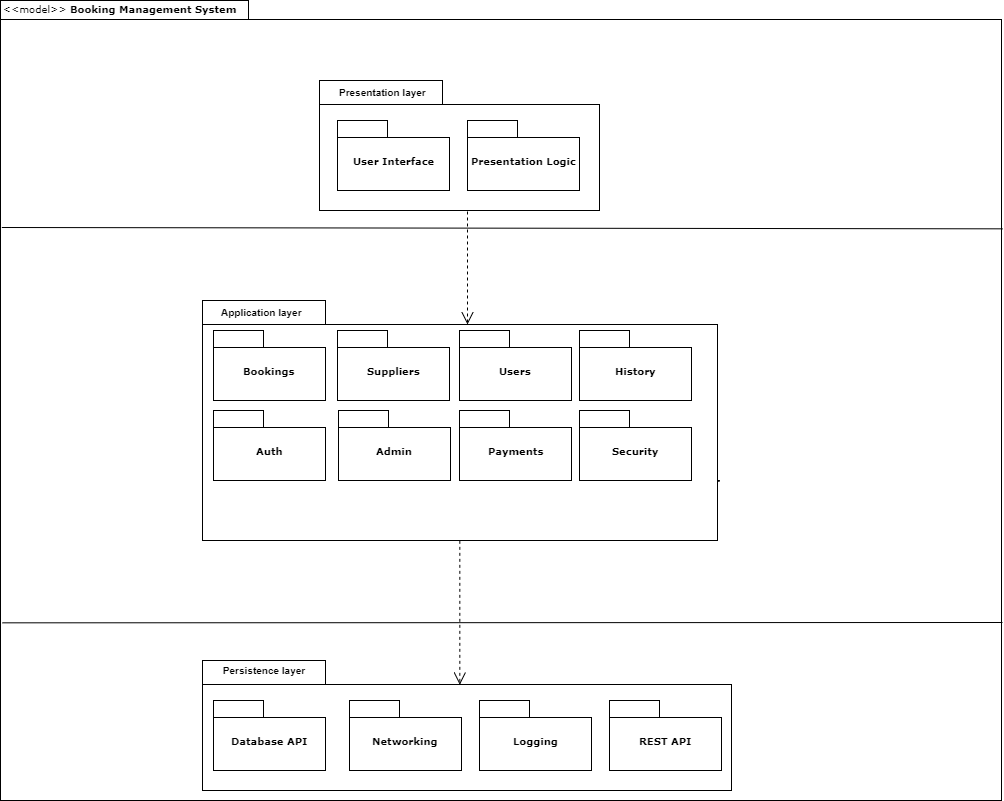 <<model>> Booking Management System
Presentation layer
User Interface
Presentation Logic
Application layer
Bookings
Suppliers
Users
History
Auth
Admin
Payments
Security
Persistence layer
Database API
Networking
Logging
REST API